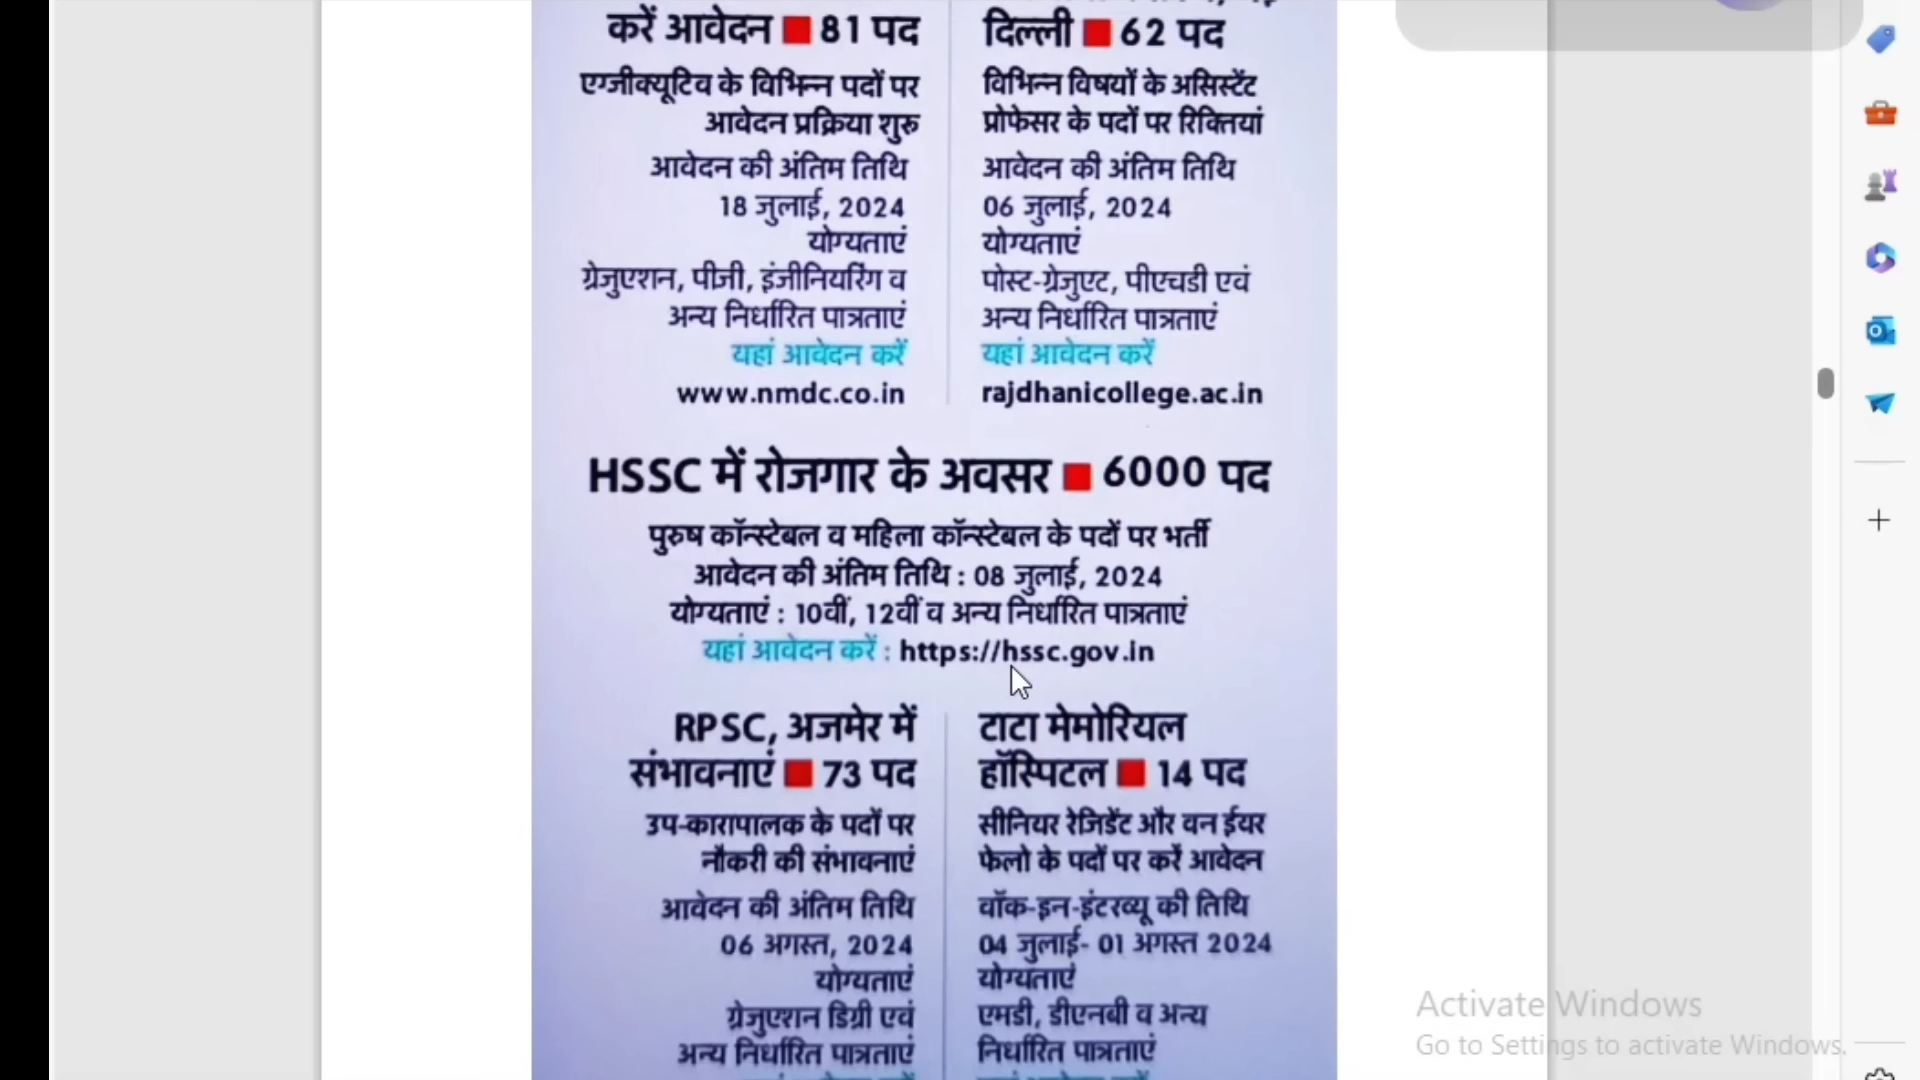 करें आवेदन 81 पद
एग्जीक्यूटिव के विभिन्न पदों पर
आवेदन प्रक्रिया शुरू
आवेदन की अंतिम तिथि
18 जुलाई, 2024
योग्यताएं
ग्रेजुएशन, पीजी, इंजीनियरिंग व
अन्य निर्धारित पात्रताएं
यहां आवेदन करें
www.nmdc.co.in
दिल्ली 62 पद
विभिन्न विषयों के असिस्टेंट
प्रोफेसर के पदों पर रिक्तियां
आवेदन की अंतिम तिथि
06 जुलाई, 2024
योग्यताएं
पोस्ट-ग्रेजुएट, पीएचडी एवं
अन्य निर्धारित पात्रताएं
यहां आवेदन करें
rajdhanicollege.ac.in
HSSC में रोजगार के अवसर 6000 पद
पुरुष कॉन्स्टेबल व महिला कॉन्स्टेबल के पदों पर भर्ती
आवेदन की अंतिम तिथि : 08 जुलाई, 2024
योग्यताएं : 10वीं, 12वीं व अन्य निर्धारित पात्रताएं
यहां आवेदन करें : https://hssc.gov.in
RPSC, अजमेर में
संभावनाएं 73 पद
उप-कारापालक के पदों पर
नौकरी की संभावनाएं
आवेदन की अंतिम तिथि
06 अगस्त, 2024
योग्यताएं
ग्रेजुएशन डिग्री एवं
अन्य निर्धारित पात्रताएं
टाटा मेमोरियल
हॉस्पिटल 14 पद
सीनियर रेजिडेंट और वन ईयर
फेलो के पदों पर करें आवेदन
वॉक-इन-इंटरव्यू की तिथि
04 जुलाई- 01 अगस्त 2024
योग्यताएं
एमडी, डीएनबी व अन्य
निर्धारित पात्रताएं
Activate Windows
Go to Settings to activate Windows.